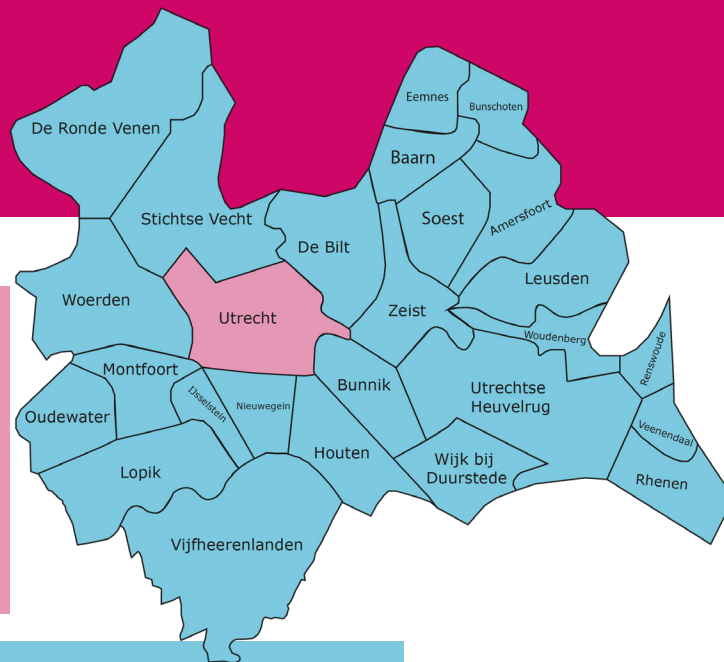 Eemnes
Bunschoten
De Ronde Venen
Baarn
Stichtse Vecht
Soest
Amersfoort
De Bilt
Leusden
Woerden
Zeist
Utrecht
Woudenberg
Renswoude
Montfoort
Bunnik
Utrechtse
Heuvelrug
IJsselstein
Nieuwegein
Oudewater
Veenendaal
Houten
Wijk bij
Duurstede
Lopik
Rhenen
Vijfheerenlanden